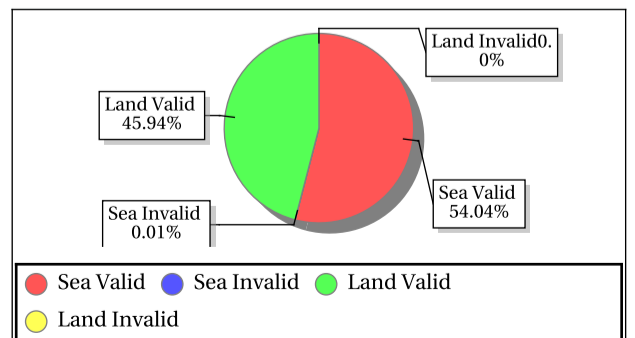 Land Invalid0.
0%
Land Valid
45.94%
Sea Valid
54.04%
Sea Invalid
0.01%
Sea Valid Sea Invalid Land Valid
Land Invalid